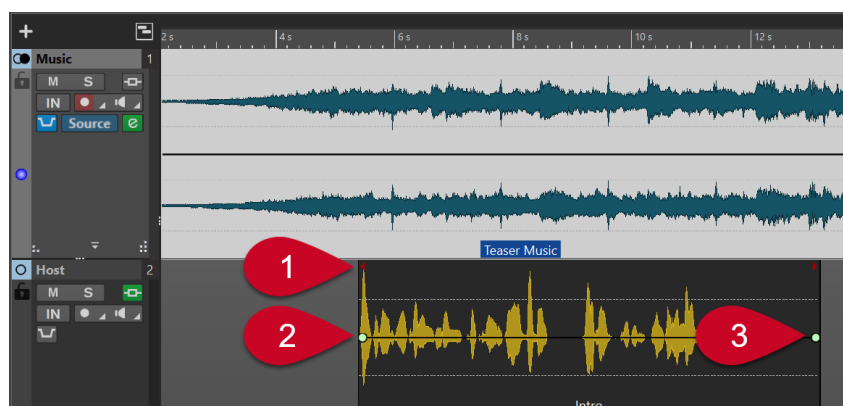 2 s 4 s 6 s 8 s 10 s 12 s
Music 1
M S
IN
Source e
Teaser Music
Host 2
1
M S
IN
2
3
Intro